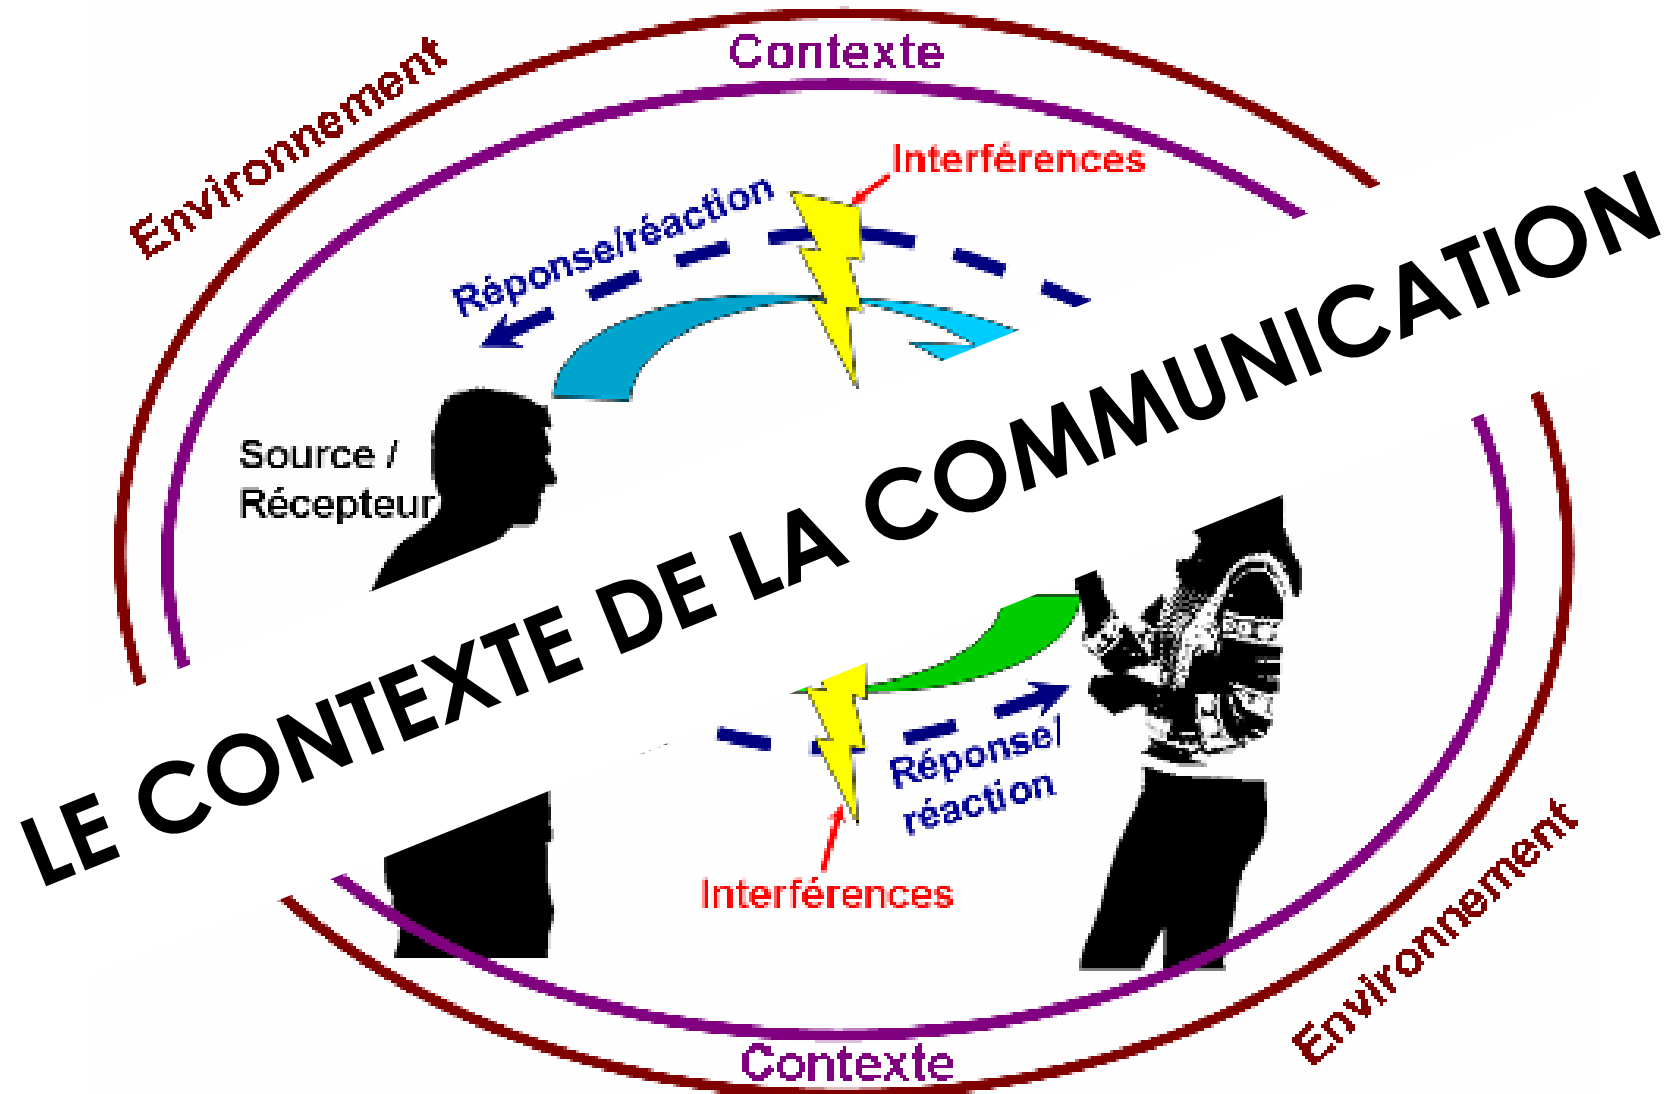 Contexte
Environnement
Interférences
Réponse/réaction
Source /
Récepteur
LE CONTEXTE DE LA COMMUNICATION
Réponse/
réaction
Interférences
Environnement
Contexte